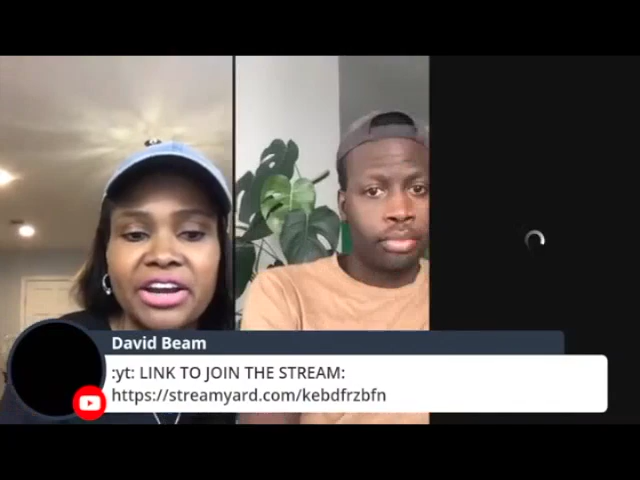 David Beam
:yt: LINK TO JOIN THE STREAM:
https://streamyard.com/kebdfrzbfn